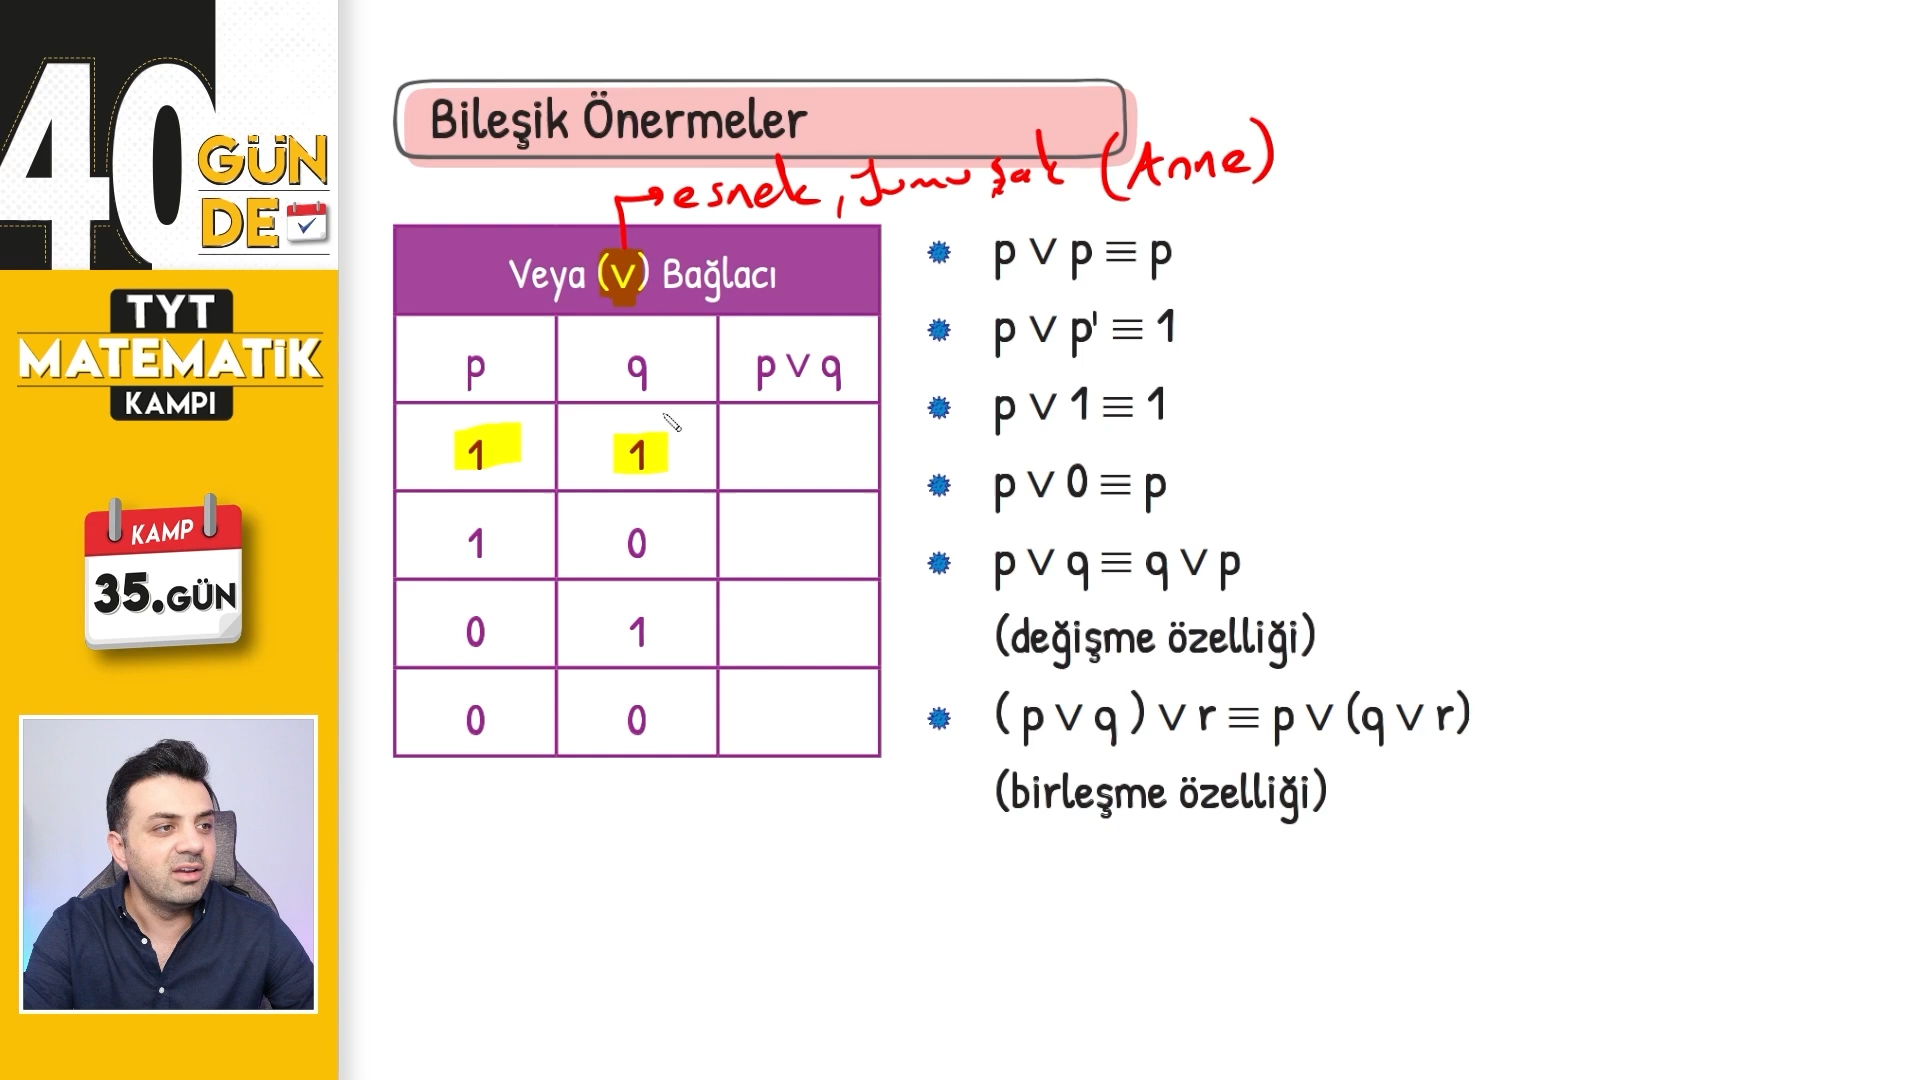 40
GÜN
DE
TYT
MATEMATİK
KAMPI
KAMP
35.GÜN
Bileşik Önermeler
esnek, yumuşak (Anne)
Veya (∨) Bağlacı
p q p ∨ q
1 1
1 0
0 1
0 0
p ∨ p ≡ p
p ∨ p' ≡ 1
p ∨ 1 ≡ 1
p ∨ 0 ≡ p
p ∨ q ≡ q ∨ p
(değişme özelliği)
( p ∨ q ) ∨ r ≡ p ∨ (q ∨ r)
(birleşme özelliği)